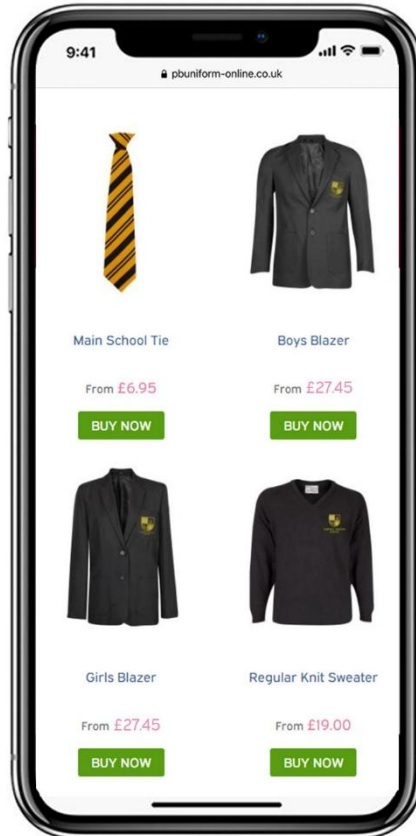 9:41
pbuniform-online.co.uk
Main School Tie
Boys Blazer
From £6.95
From £27.45
BUY NOW
BUY NOW
Girls Blazer
Regular Knit Sweater
From £27.45
From £19.00
BUY NOW
BUY NOW